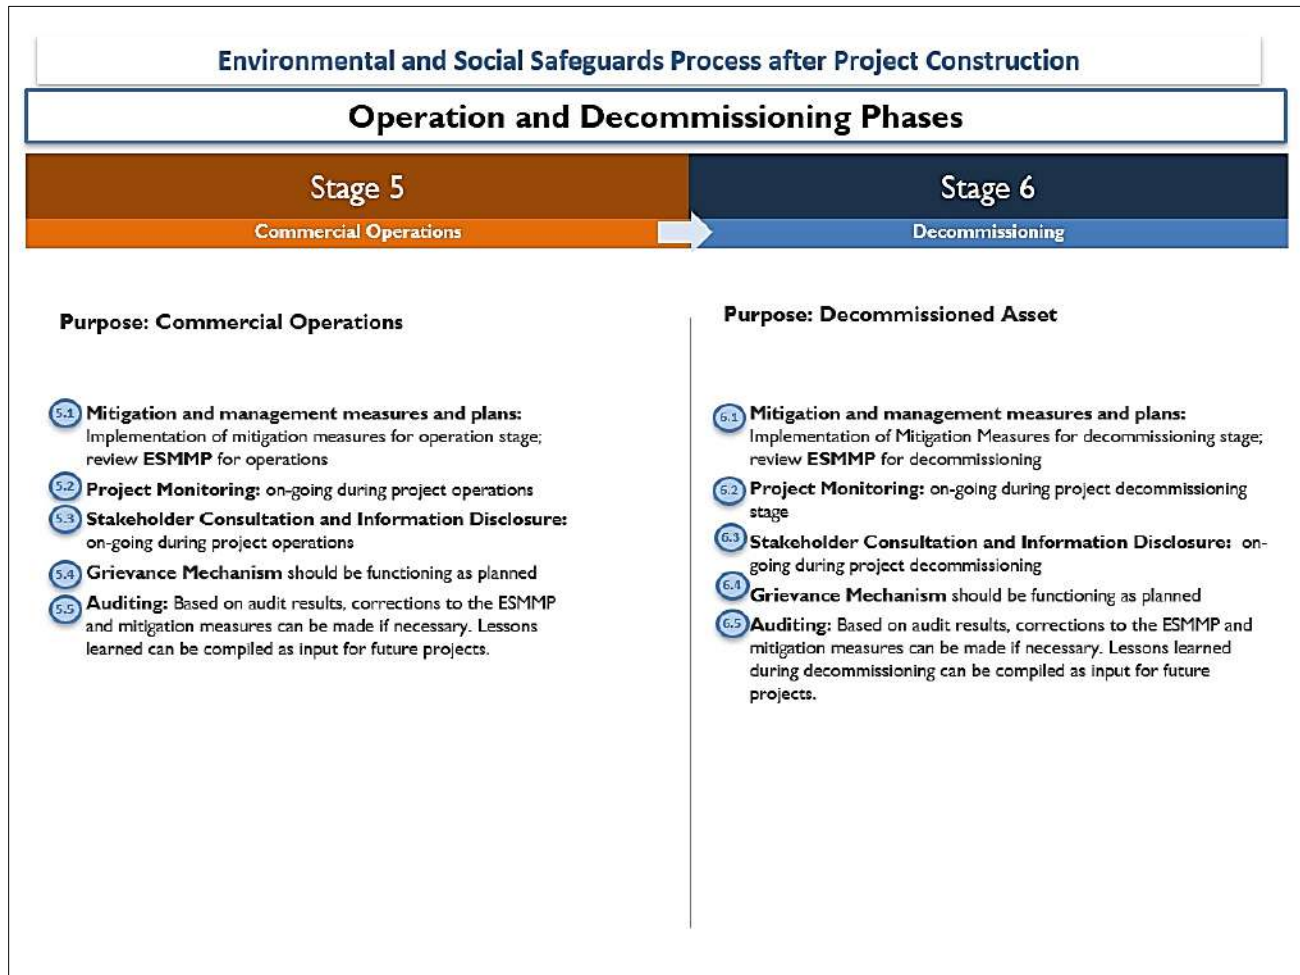 Environmental and Social Safeguards Process after Project Construction
Operation and Decommissioning Phases
Stage 5
Commercial Operations
Stage 6
Decommissioning
Purpose: Commercial Operations
5.1 Mitigation and management measures and plans:
Implementation of mitigation measures for operation stage;
review ESMMP for operations
5.2 Project Monitoring: on-going during project operations
5.3 Stakeholder Consultation and Information Disclosure:
on-going during project operations
5.4 Grievance Mechanism should be functioning as planned
5.5 Auditing: Based on audit results, corrections to the ESMMP
and mitigation measures can be made if necessary. Lessons
learned can be compiled as input for future projects.
Purpose: Decommissioned Asset
6.1 Mitigation and management measures and plans:
Implementation of Mitigation Measures for decommissioning stage;
review ESMMP for decommissioning
6.2 Project Monitoring: on-going during project decommissioning
stage
6.3 Stakeholder Consultation and Information Disclosure: on-
going during project decommissioning
6.4 Grievance Mechanism should be functioning as planned
6.5 Auditing: Based on audit results, corrections to the ESMMP and
mitigation measures can be made if necessary. Lessons learned
during decommissioning can be compiled as input for future
projects.